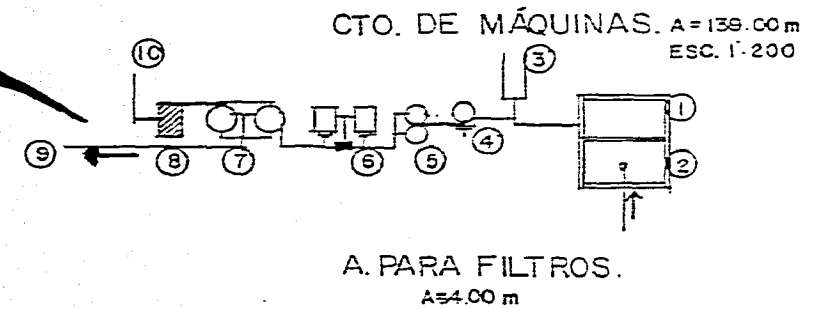 CTO. DE MÁQUINAS. A=139.00 m
ESC. 1:200
10
3
1
9
8
7
6
5
4
2
A. PARA FILTROS.
A=4.00 m